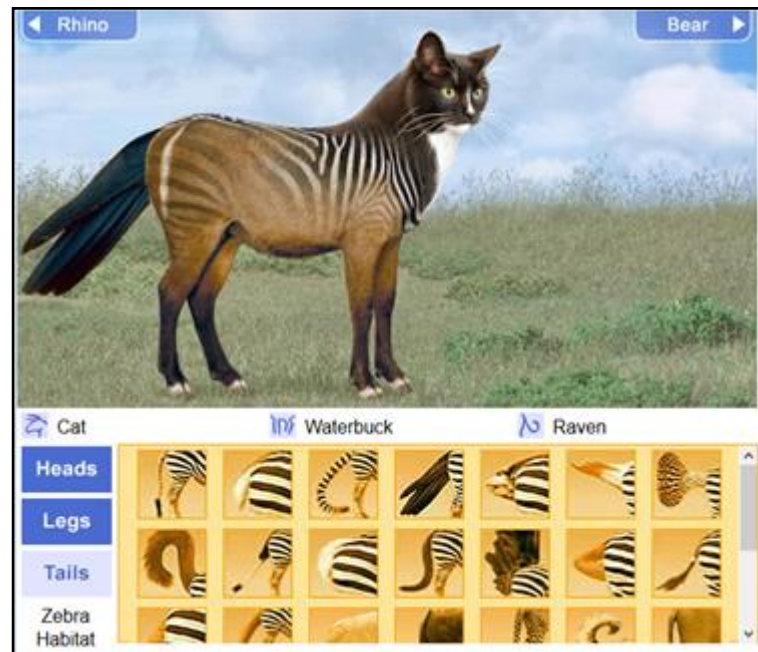 Rhino
Bear
Cat
Waterbuck
Raven
Heads
Legs
Tails
Zebra
Habitat